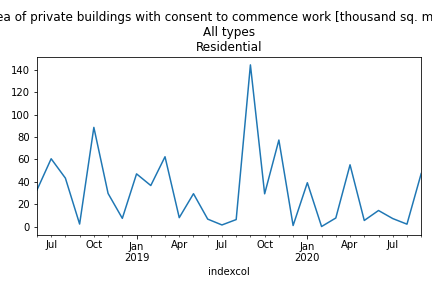 ea of private buildings with consent to commence work [thousand sq. m
All types
Residential
140
120
100
80
60
40
20
0
Jul Oct Jan Apr Jul Oct Jan Apr Jul
2019 2020
indexcol